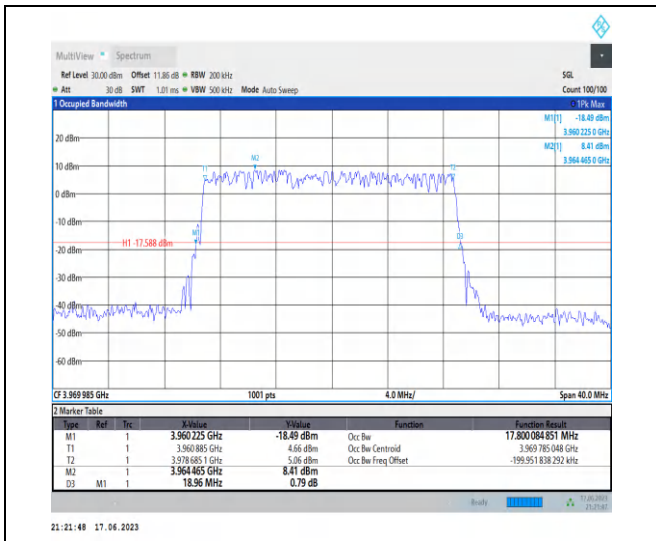 MultiView Spectrum
Ref Level 30.00 dBm Offset 11.86 dB RBW 200 kHz SGL
Att 30 dB SWT 1.01 ms VBW 500 kHz Mode Auto Sweep Count 100/100
1 Occupied Bandwidth 1Pk Max
M1[1] -18.49 dBm
3.960 225 0 GHz
M2[1] 8.41 dBm
3.964 465 0 GHz
20 dBm
M2
T1 T2
10 dBm
0 dBm
-10 dBm
M1 D3
H1 -17.588 dBm
-20 dBm
-30 dBm
-40 dBm
-50 dBm
-60 dBm
CF 3.969 985 GHz 1001 pts 4.0 MHz/ Span 40.0 MHz
2 Marker Table
Type Ref Trc X-Value Y-Value Function Function Result
M1 1 3.960 225 GHz -18.49 dBm Occ Bw 17.800 084 851 MHz
T1 1 3.960 885 GHz 4.66 dBm Occ Bw Centroid 3.969 785 048 GHz
T2 1 3.978 685 1 GHz 5.06 dBm Occ Bw Freq Offset -199.951 838 292 kHz
M2 1 3.964 465 GHz 8.41 dBm
D3 M1 1 18.96 MHz 0.79 dB
Ready 17.06.2023
21:21:47
21:21:48 17.06.2023